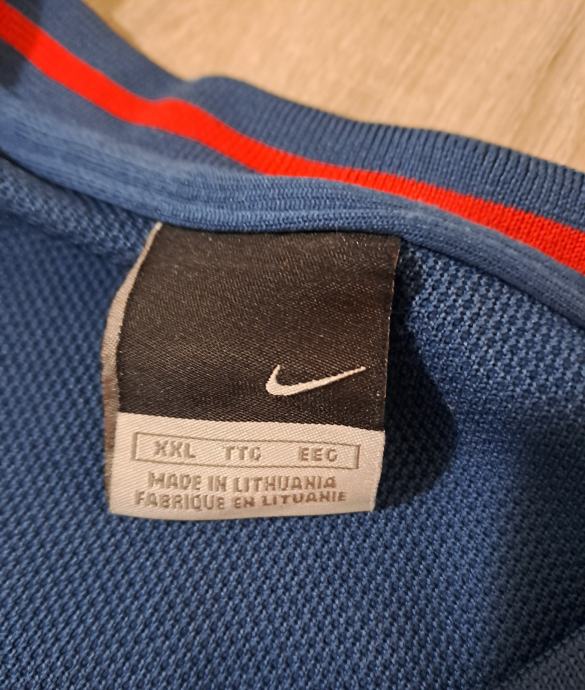 XXL TTG EEG
MADE IN LITHUANIA
FABRIQUE EN LITUANIE